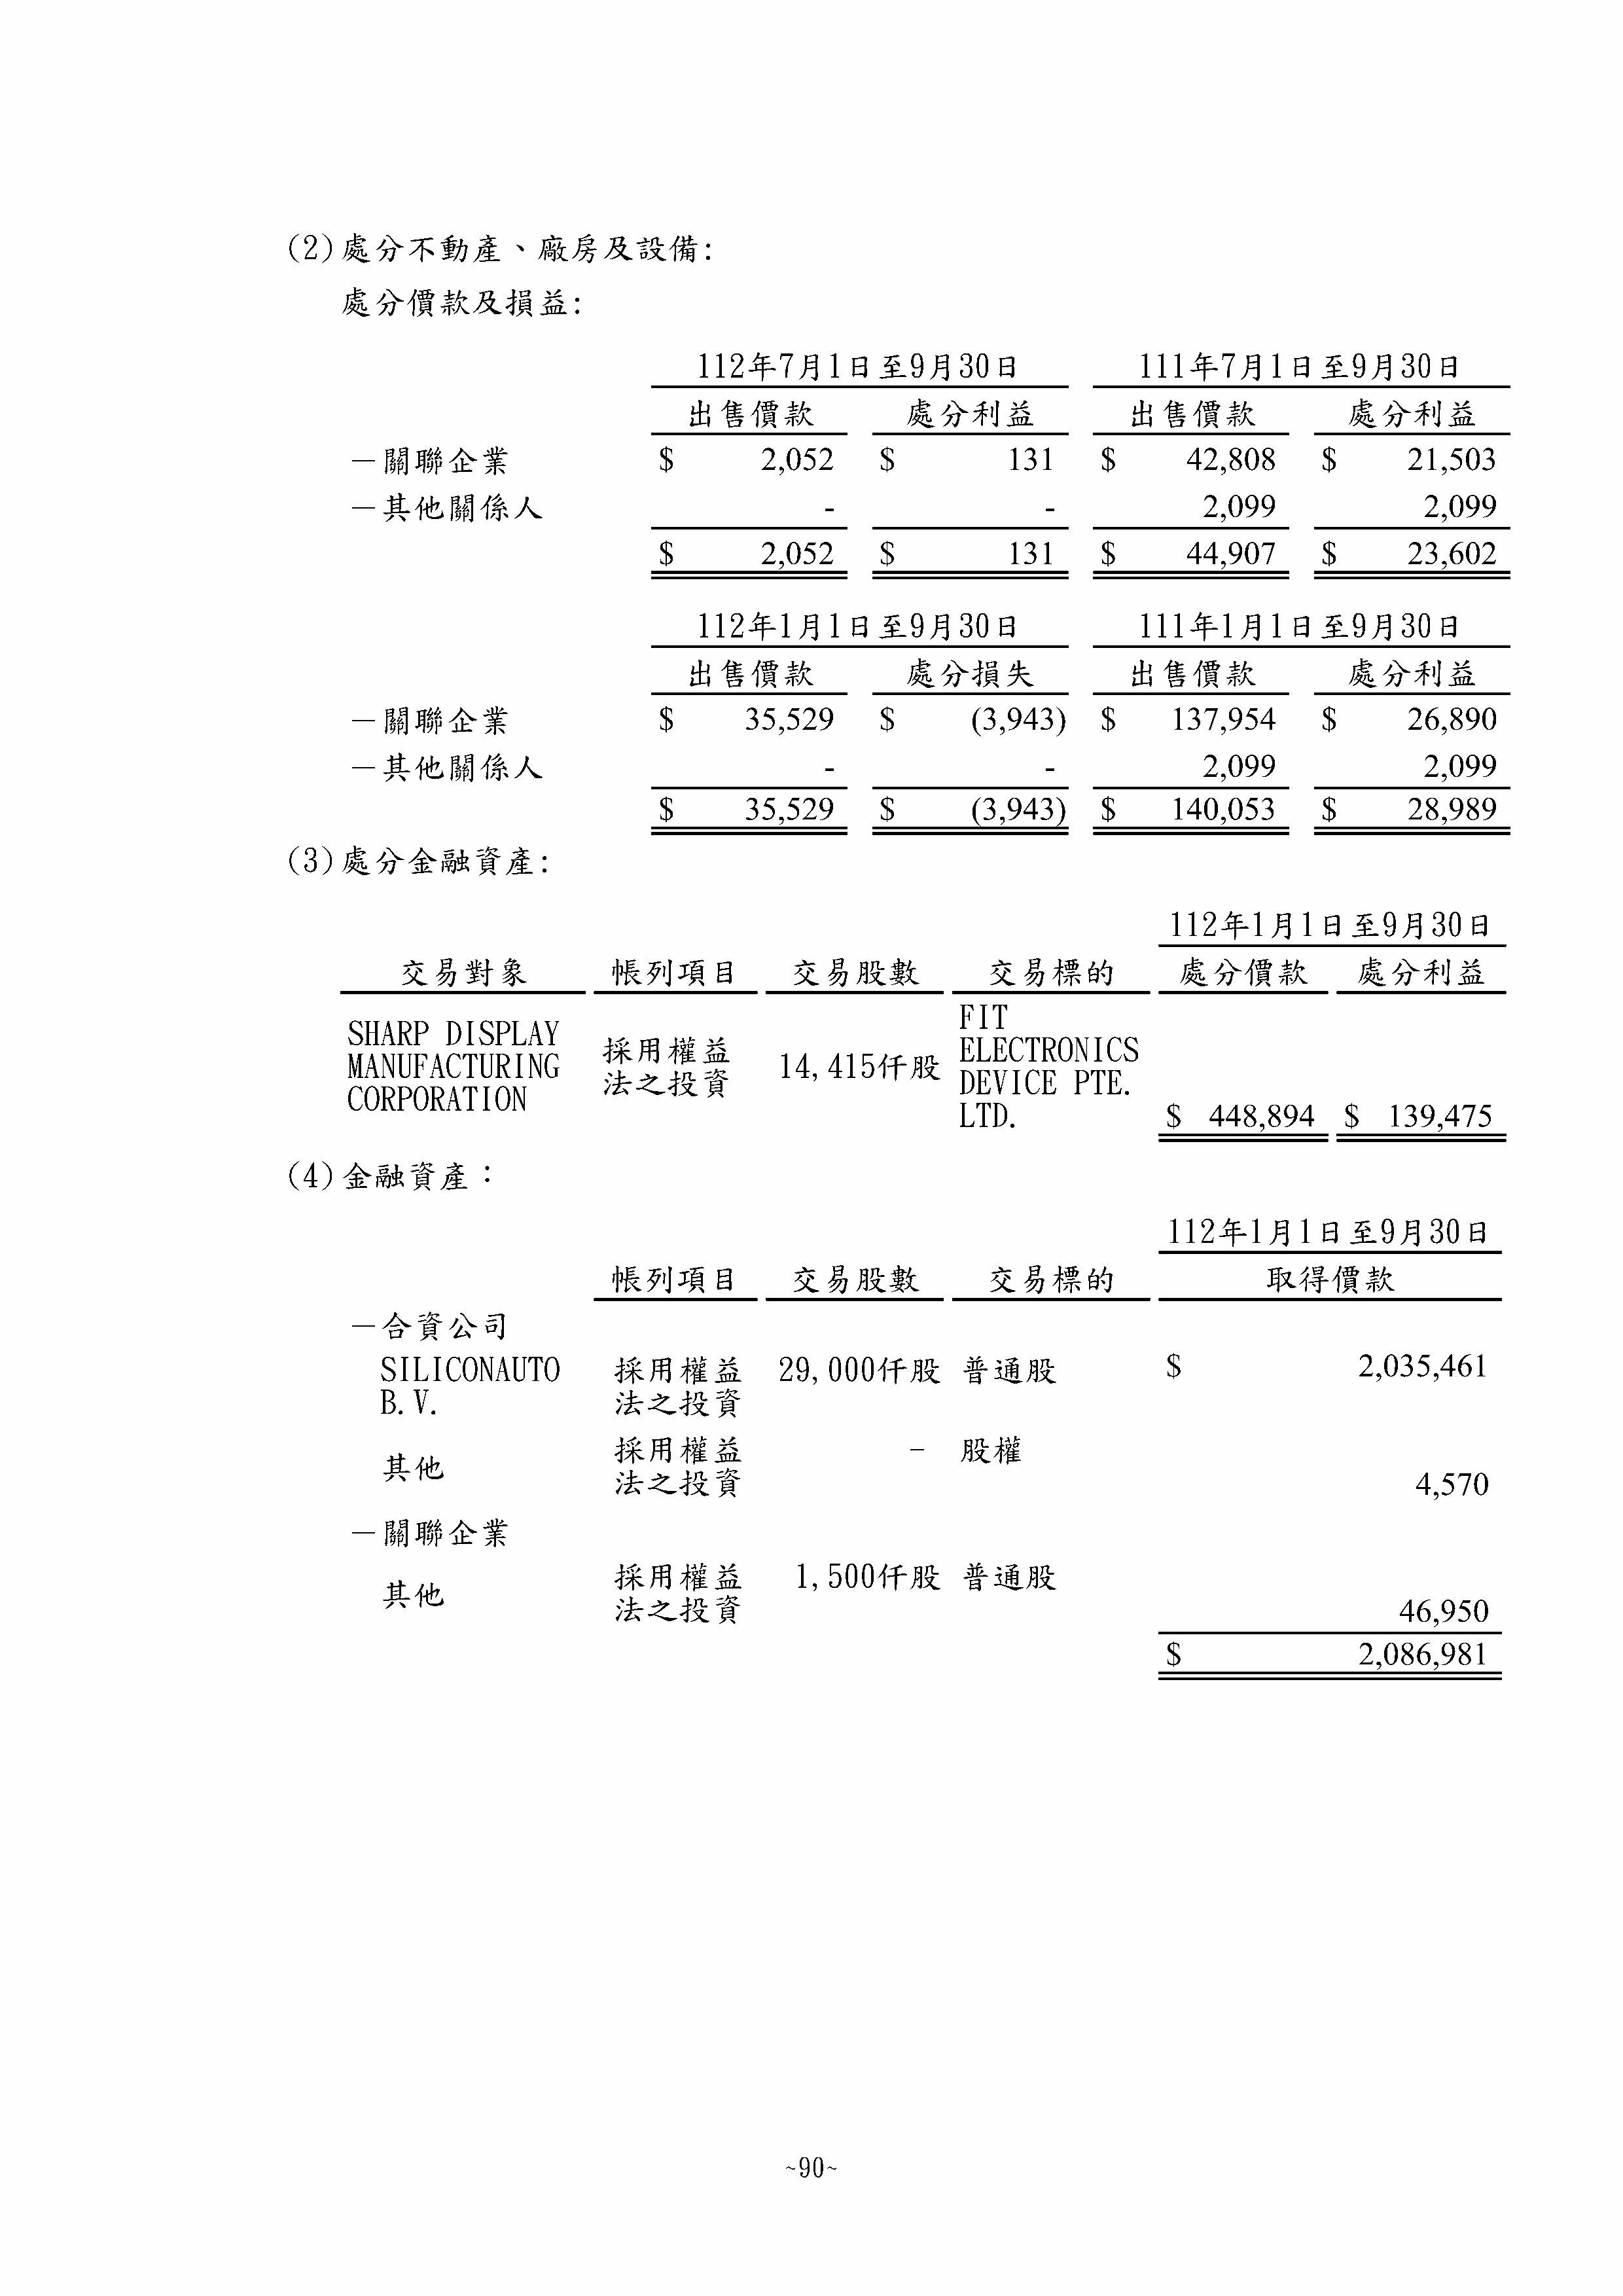 (2)處分不動產、廠房及設備:
處分價款及損益:
112年7月1日至9月30日 111年7月1日至9月30日
出售價款 處分利益 出售價款 處分利益
－關聯企業 $ 2,052 $ 131 $ 42,808 $ 21,503
－其他關係人 - - 2,099 2,099
$ 2,052 $ 131 $ 44,907 $ 23,602
112年1月1日至9月30日 111年1月1日至9月30日
出售價款 處分損失 出售價款 處分利益
－關聯企業 $ 35,529 $ (3,943) $ 137,954 $ 26,890
－其他關係人 - - 2,099 2,099
$ 35,529 $ (3,943) $ 140,053 $ 28,989
(3)處分金融資產:
112年1月1日至9月30日
交易對象 帳列項目 交易股數 交易標的 處分價款 處分利益
SHARP DISPLAY
MANUFACTURING
CORPORATION
採用權益
法之投資
14,415仟股
FIT
ELECTRONICS
DEVICE PTE.
LTD.
$ 448,894 $ 139,475
(4)金融資產：
112年1月1日至9月30日
帳列項目 交易股數 交易標的 取得價款
－合資公司
SILICONAUTO 採用權益 29,000仟股 普通股 $ 2,035,461
B.V. 法之投資
其他 採用權益 - 股權
法之投資 4,570
－關聯企業
其他 採用權益 1,500仟股 普通股
法之投資 46,950
$ 2,086,981
~90~